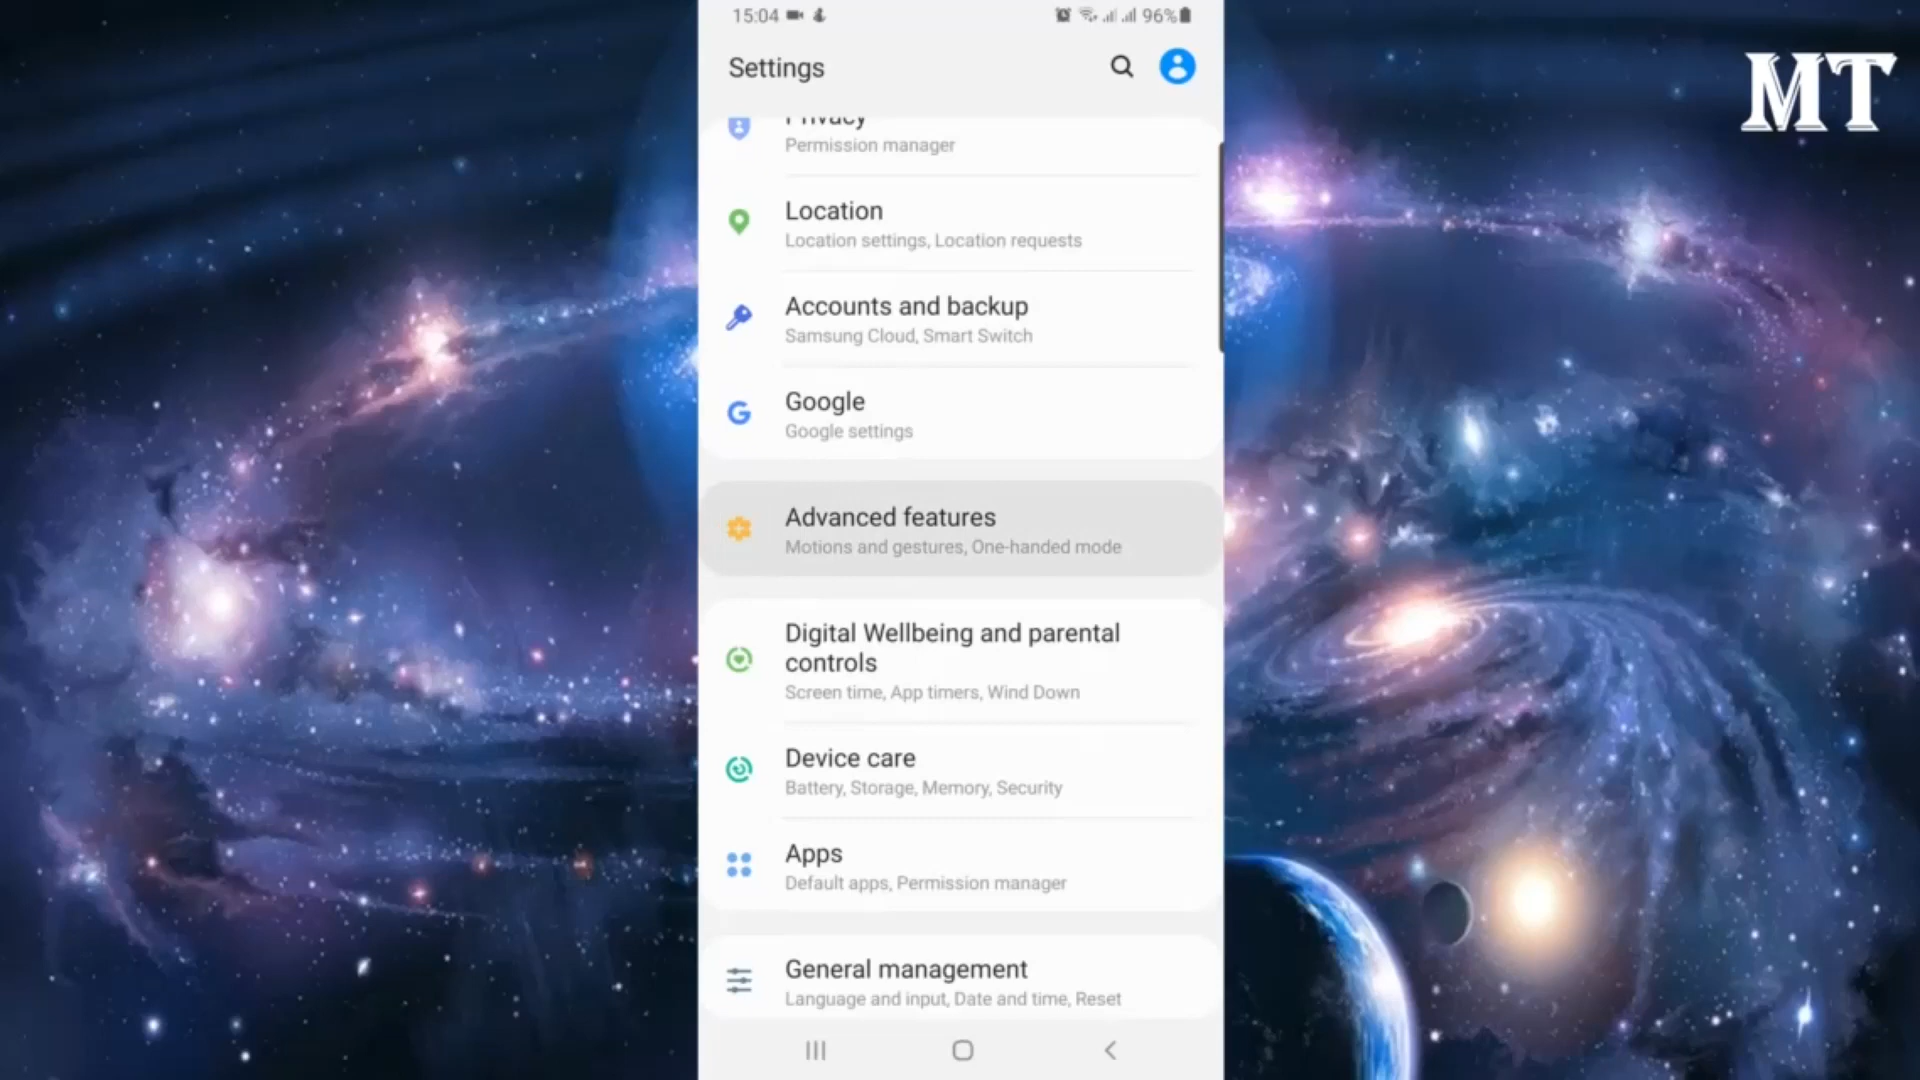 15:04
96%
MT
Settings
Privacy
Permission manager
Location
Location settings, Location requests
Accounts and backup
Samsung Cloud, Smart Switch
Google
Google settings
Advanced features
Motions and gestures, One-handed mode
Digital Wellbeing and parental
controls
Screen time, App timers, Wind Down
Device care
Battery, Storage, Memory, Security
Apps
Default apps, Permission manager
General management
Language and input, Date and time, Reset